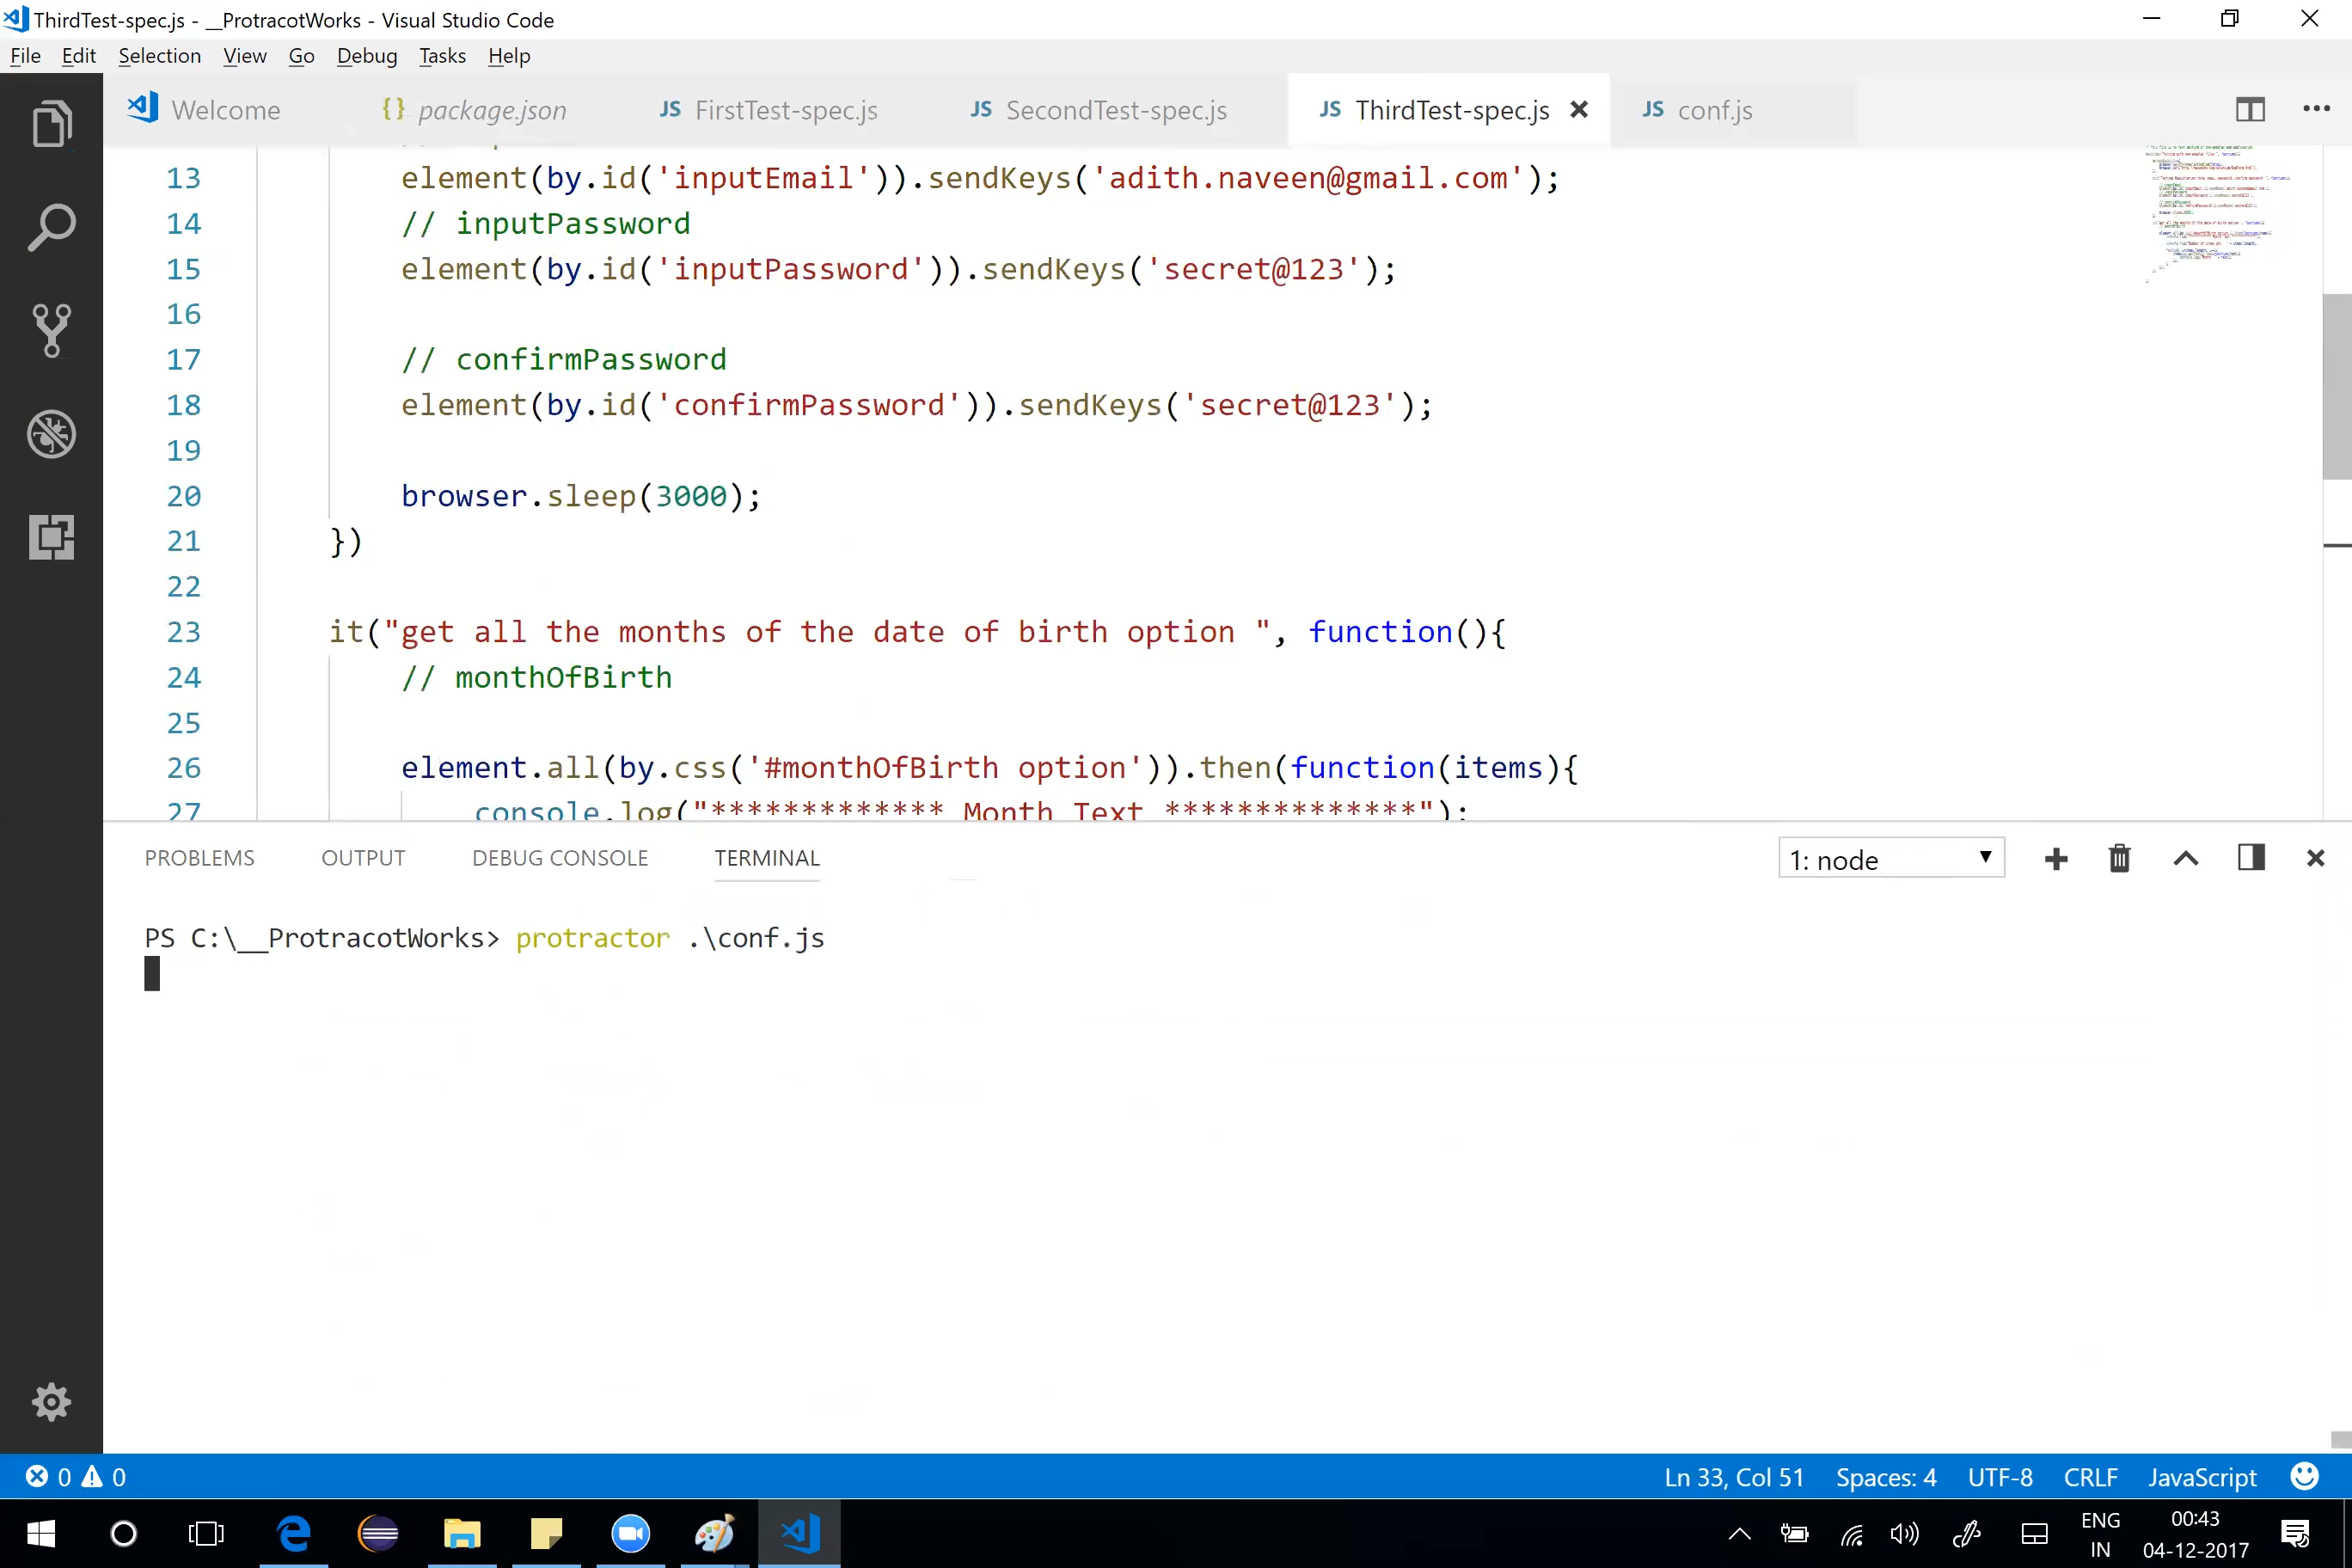 ThirdTest-spec.js - __ProtracotWorks - Visual Studio Code
File Edit Selection View Go Debug Tasks Help
Welcome {} package.json JS FirstTest-spec.js JS SecondTest-spec.js JS ThirdTest-spec.js JS conf.js
13 element(by.id('inputEmail')).sendKeys('adith.naveen@gmail.com');
14 // inputPassword
15 element(by.id('inputPassword')).sendKeys('secret@123');
16
17 // confirmPassword
18 element(by.id('confirmPassword')).sendKeys('secret@123');
19
20 browser.sleep(3000);
21 })
22
23 it("get all the months of the date of birth option ", function(){
24 // monthOfBirth
25
26 element.all(by.css('#monthOfBirth option')).then(function(items){
27 console.log("************* Month Text **************");
PROBLEMS OUTPUT DEBUG CONSOLE TERMINAL 1: node
PS C:\__ProtracotWorks> protractor .\conf.js
0 0 Ln 33, Col 51 Spaces: 4 UTF-8 CRLF JavaScript
ENG 00:43
IN 04-12-2017